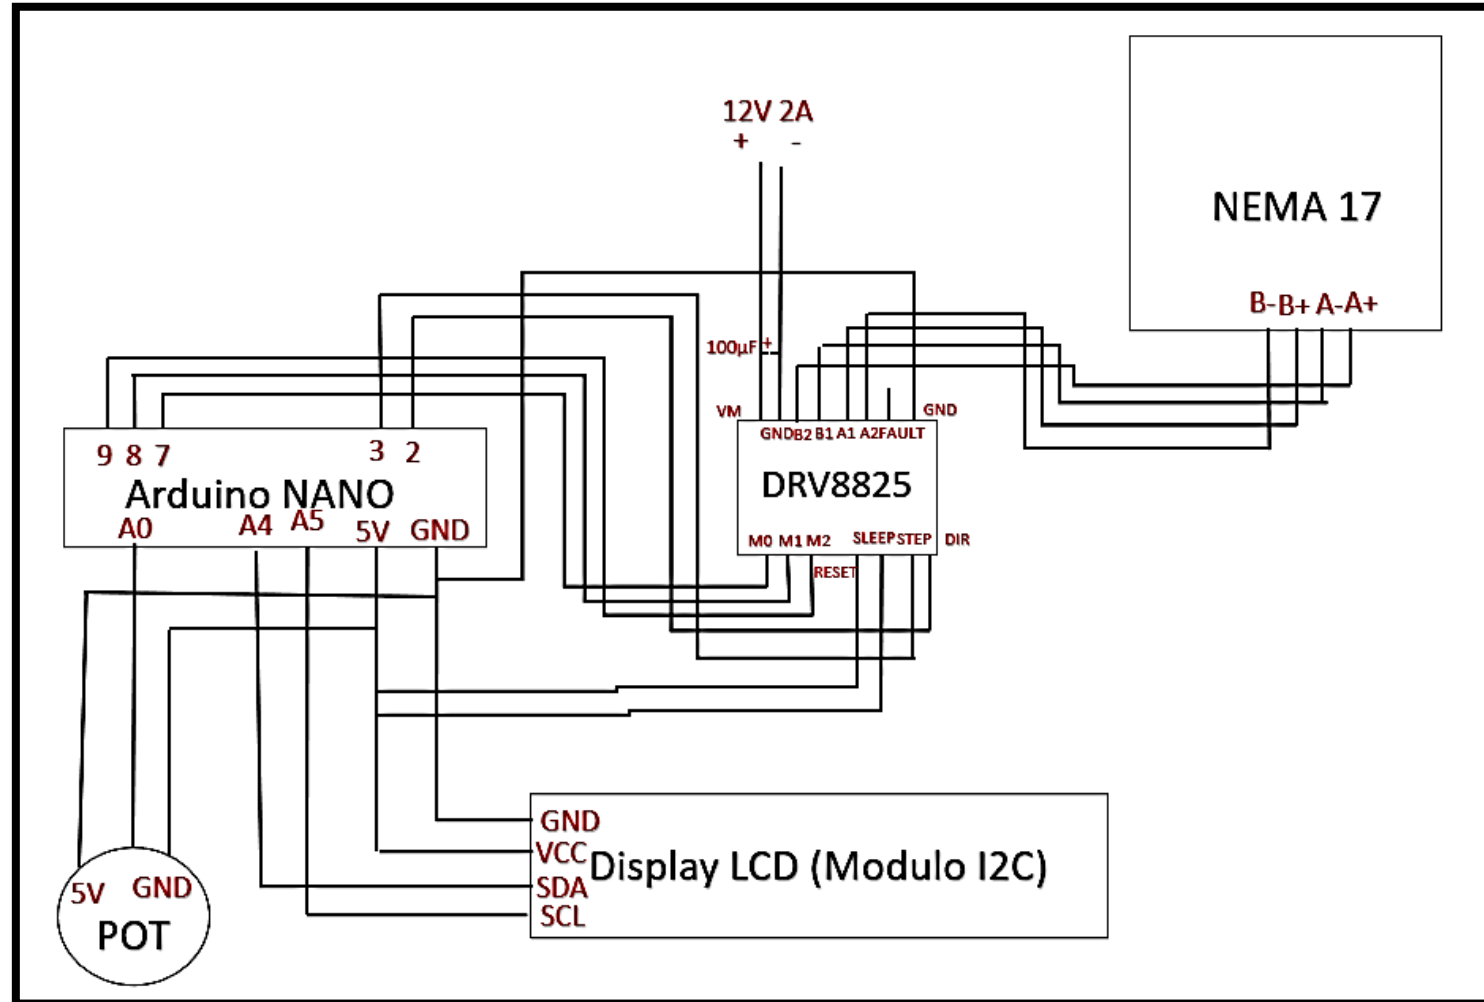 12V 2A
+ -
NEMA 17
B- B+ A- A+
100µF +
VM GND
GND B2 B1 A1 A2 FAULT
9 8 7 3 2
Arduino NANO
DRV8825
A0 A4 A5 5V GND
M0 M1 M2 SLEEP STEP DIR
RESET
GND
VCC
Display LCD (Modulo I2C)
SDA
SCL
5V GND
POT